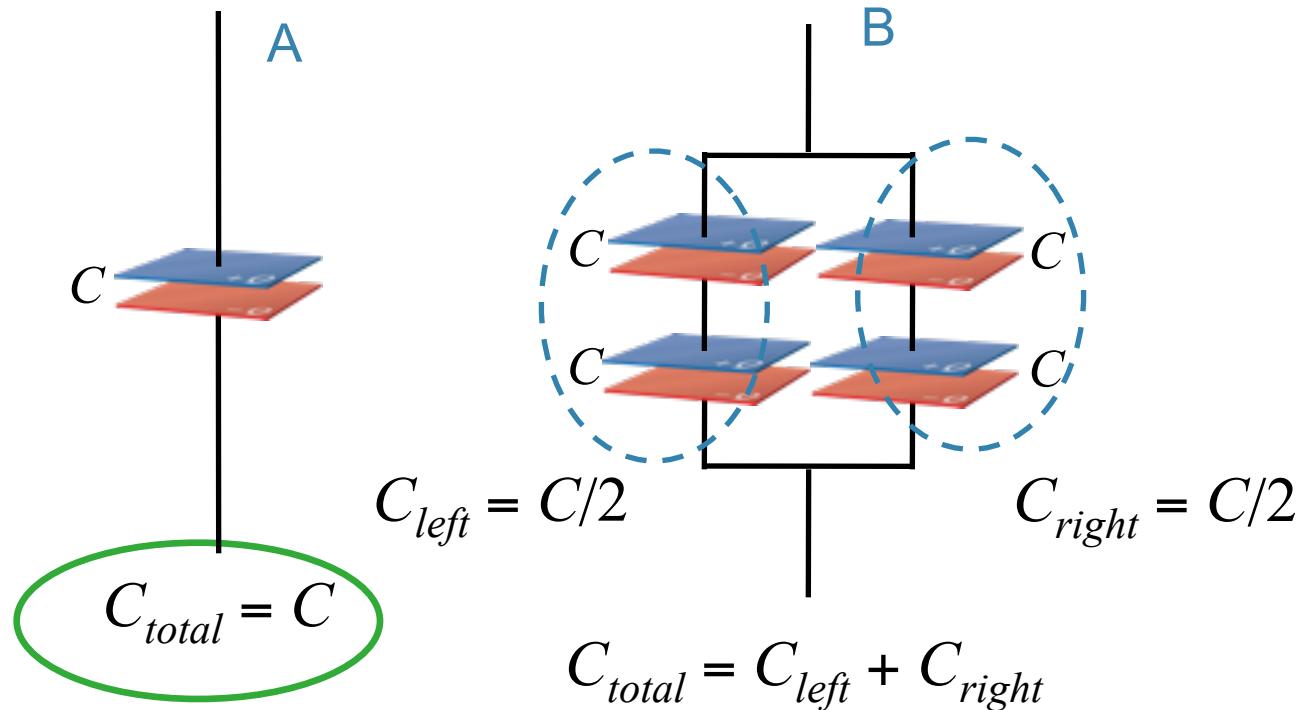 A
B
C
C
C
C
C
+Q
-Q
+Q
-Q
+Q
-Q
+Q
-Q
+Q
-Q
C_left = C/2
C_right = C/2
C_total = C
C_total = C_left + C_right